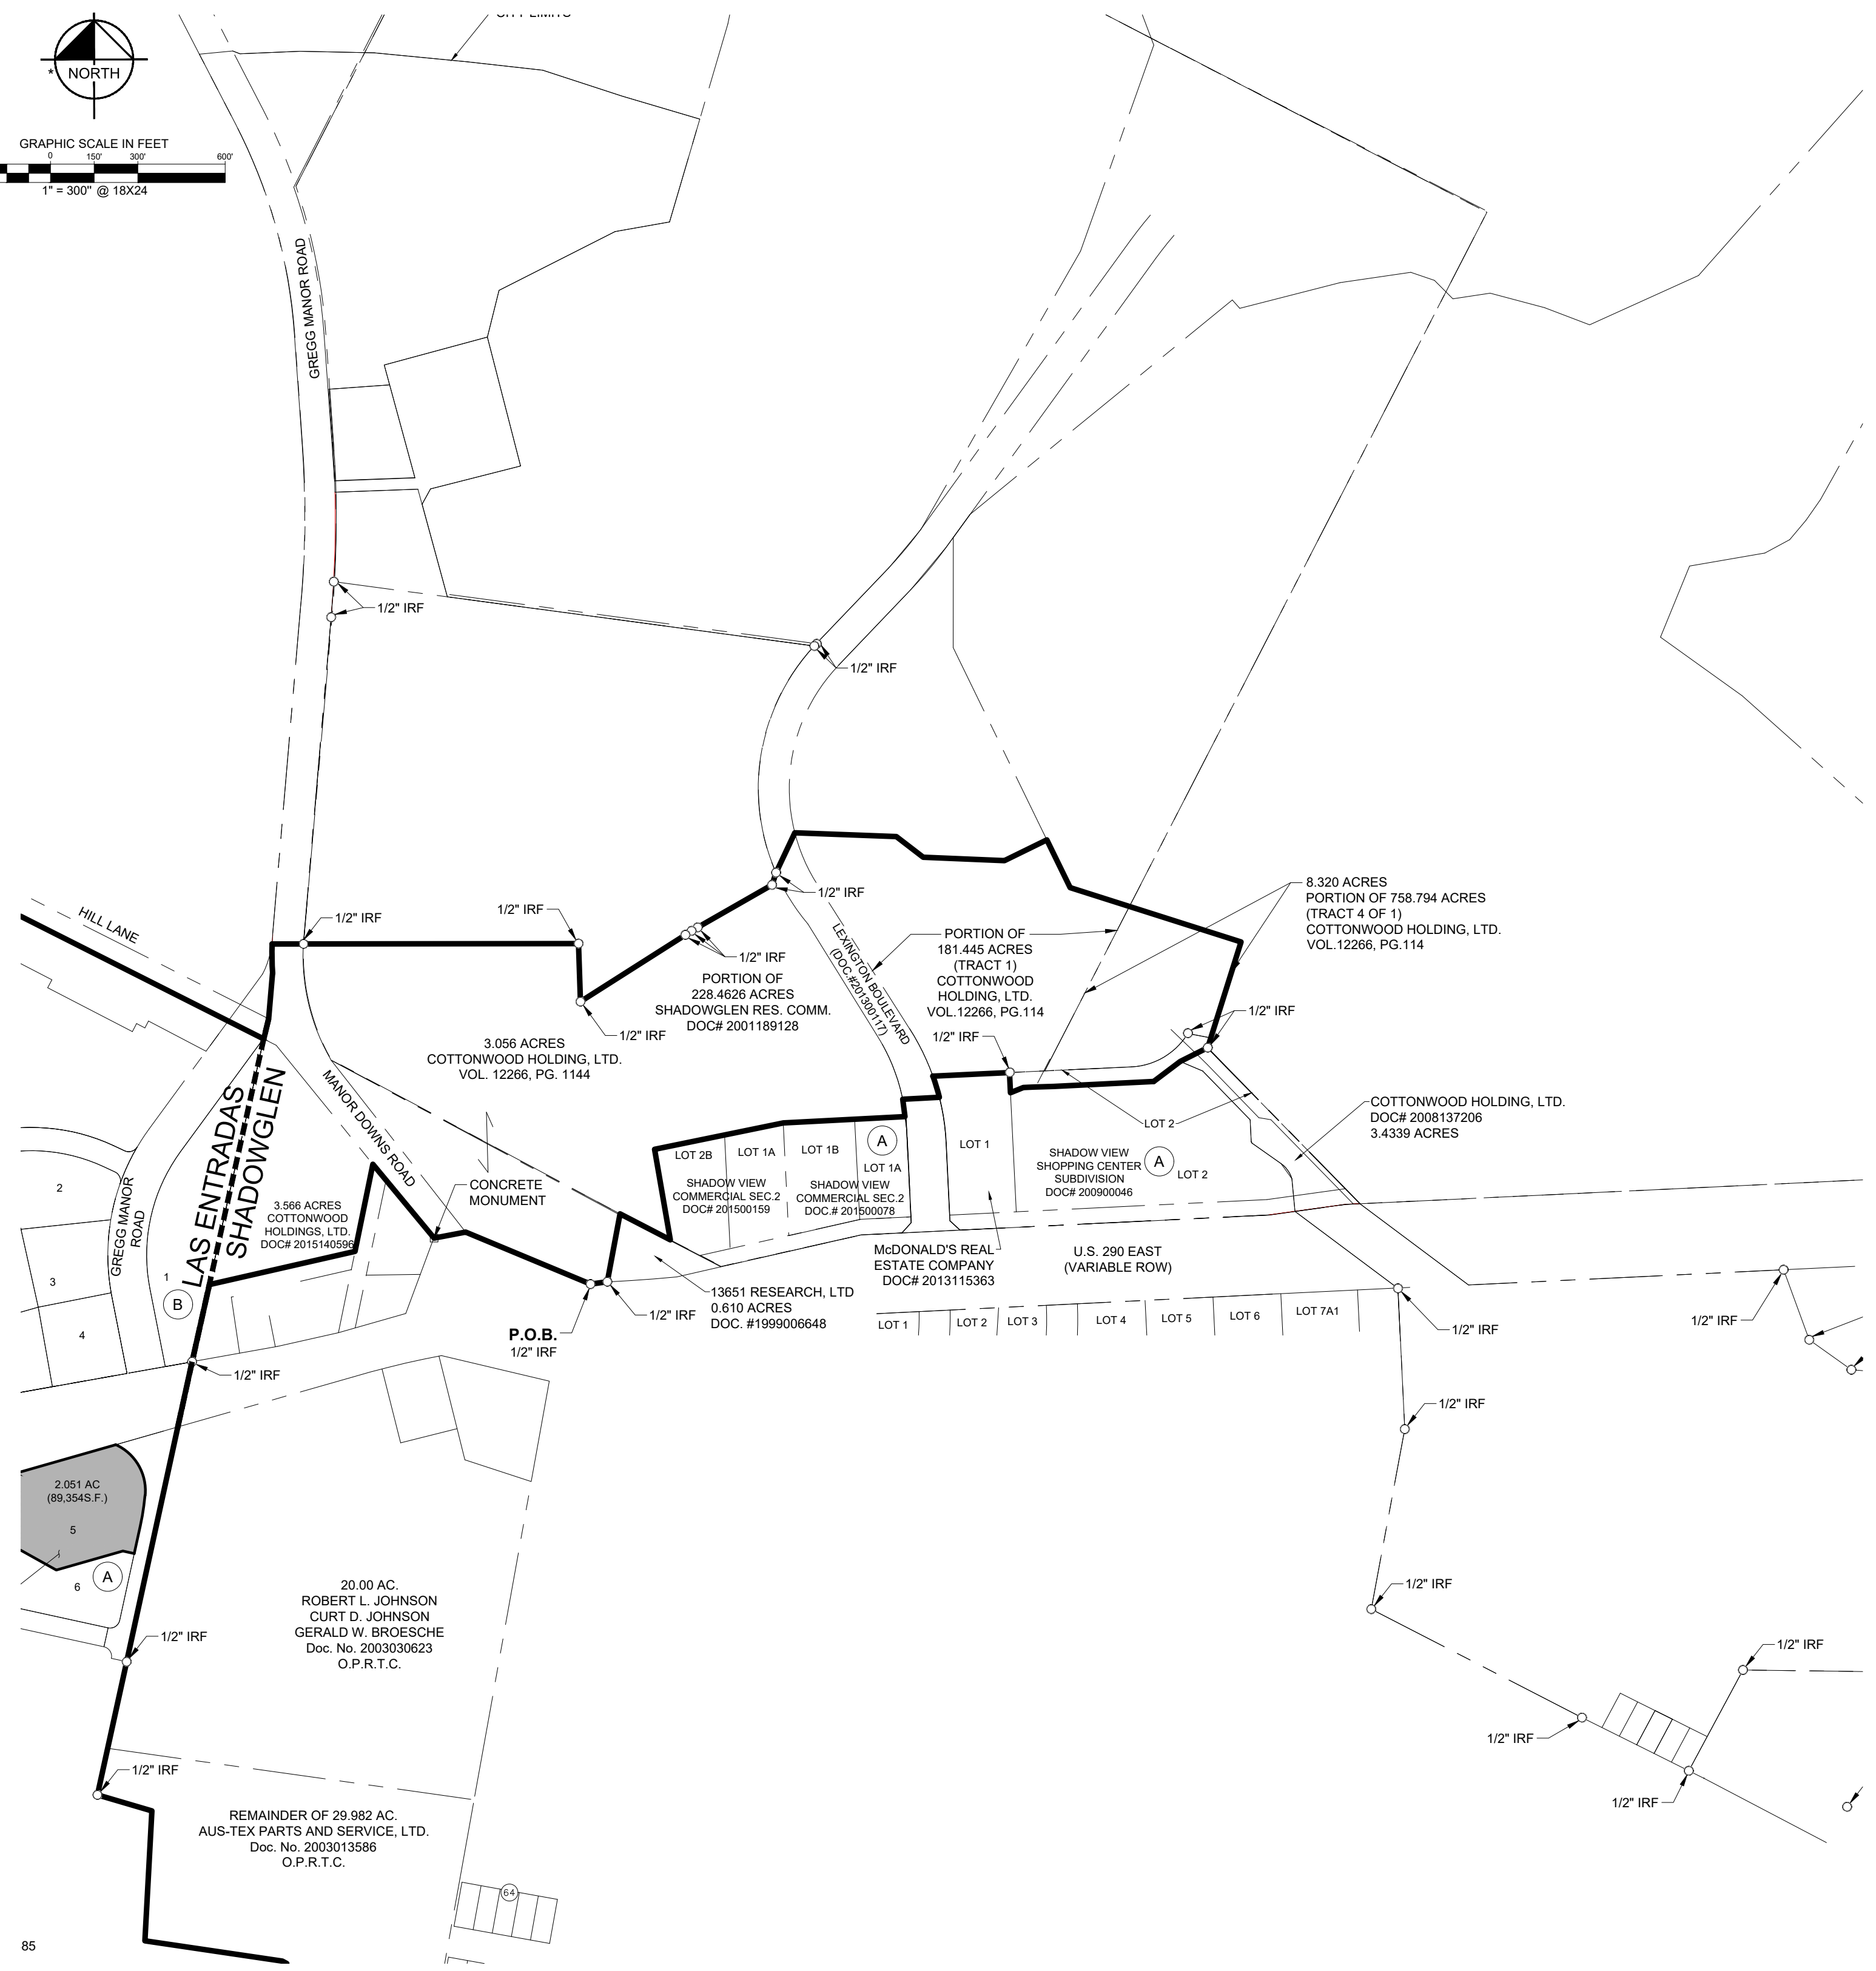 CITY LIMITS
* NORTH
GRAPHIC SCALE IN FEET
0 150' 300' 600'
1" = 300" @ 18X24
GREGG MANOR ROAD
1/2" IRF
1/2" IRF
8.320 ACRES
PORTION OF 758.794 ACRES
(TRACT 4 OF 1)
COTTONWOOD HOLDING, LTD.
VOL.12266, PG.114
1/2" IRF
HILL LANE
1/2" IRF
1/2" IRF
1/2" IRF
PORTION OF
228.4626 ACRES
SHADOWGLEN RES. COMM.
DOC# 2001189128
LEXINGTON BOULEVARD
(DOC.#201300117)
PORTION OF
181.445 ACRES
(TRACT 1)
COTTONWOOD
HOLDING, LTD.
VOL.12266, PG.114
1/2" IRF
1/2" IRF
1/2" IRF
3.056 ACRES
COTTONWOOD HOLDING, LTD.
VOL. 12266, PG. 1144
MANOR DOWNS ROAD
LAS ENTRADAS
SHADOWGLEN
COTTONWOOD HOLDING, LTD.
DOC# 2008137206
3.4339 ACRES
LOT 2
LOT 2B
LOT 1A
LOT 1B
A
LOT 1A
LOT 1
SHADOW VIEW
SHOPPING CENTER
SUBDIVISION
DOC# 200900046
A
LOT 2
SHADOW VIEW
COMMERCIAL SEC.2
DOC# 201500159
SHADOW VIEW
COMMERCIAL SEC.2
DOC.# 201500078
CONCRETE
MONUMENT
2
GREGG MANOR
ROAD
3.566 ACRES
COTTONWOOD
HOLDINGS, LTD.
DOC# 2015140596
3
1
B
4
McDONALD'S REAL
ESTATE COMPANY
DOC# 2013115363
U.S. 290 EAST
(VARIABLE ROW)
13651 RESEARCH, LTD
0.610 ACRES
DOC. #1999006648
1/2" IRF
P.O.B.
1/2" IRF
LOT 1
LOT 2
LOT 3
LOT 4
LOT 5
LOT 6
LOT 7A1
1/2" IRF
1/2" IRF
1/2" IRF
1/2" IRF
2.051 AC
(89,354S.F.)
5
A
6
20.00 AC.
ROBERT L. JOHNSON
CURT D. JOHNSON
GERALD W. BROESCHE
Doc. No. 2003030623
O.P.R.T.C.
1/2" IRF
1/2" IRF
1/2" IRF
1/2" IRF
1/2" IRF
1/2" IRF
REMAINDER OF 29.982 AC.
AUS-TEX PARTS AND SERVICE, LTD.
Doc. No. 2003013586
O.P.R.T.C.
64
85